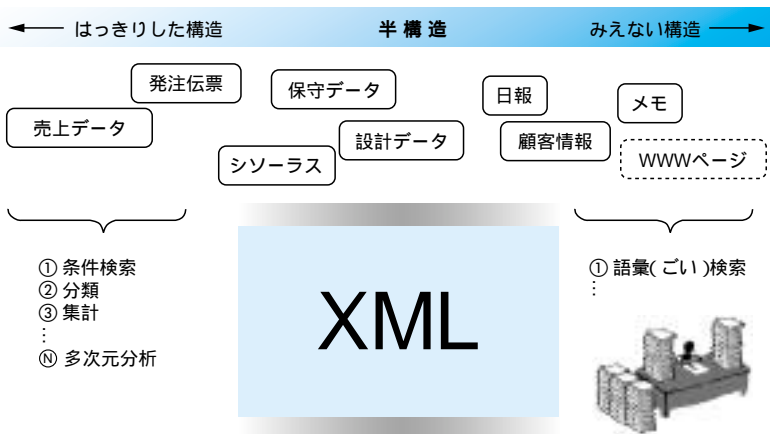 はっきりした構造
半構造
みえない構造
発注伝票
保守データ
日報
メモ
売上データ
設計データ
顧客情報
シソーラス
WWWページ
① 条件検索
② 分類
③ 集計
⋮
Ⓝ 多次元分析
XML
① 語彙(ごい)検索
⋮